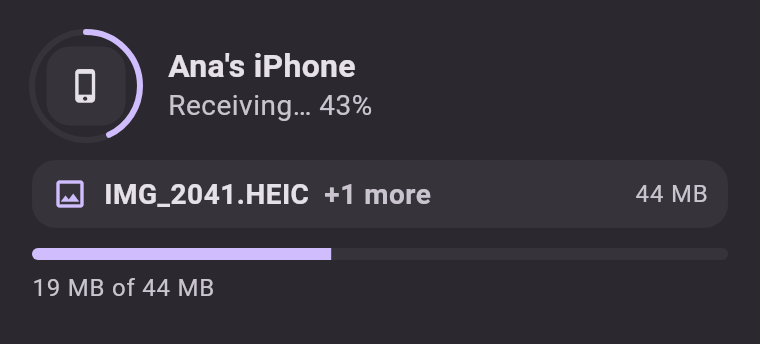 Ana's iPhone
Receiving... 43%
IMG_2041.HEIC +1 more 44 MB
19 MB of 44 MB